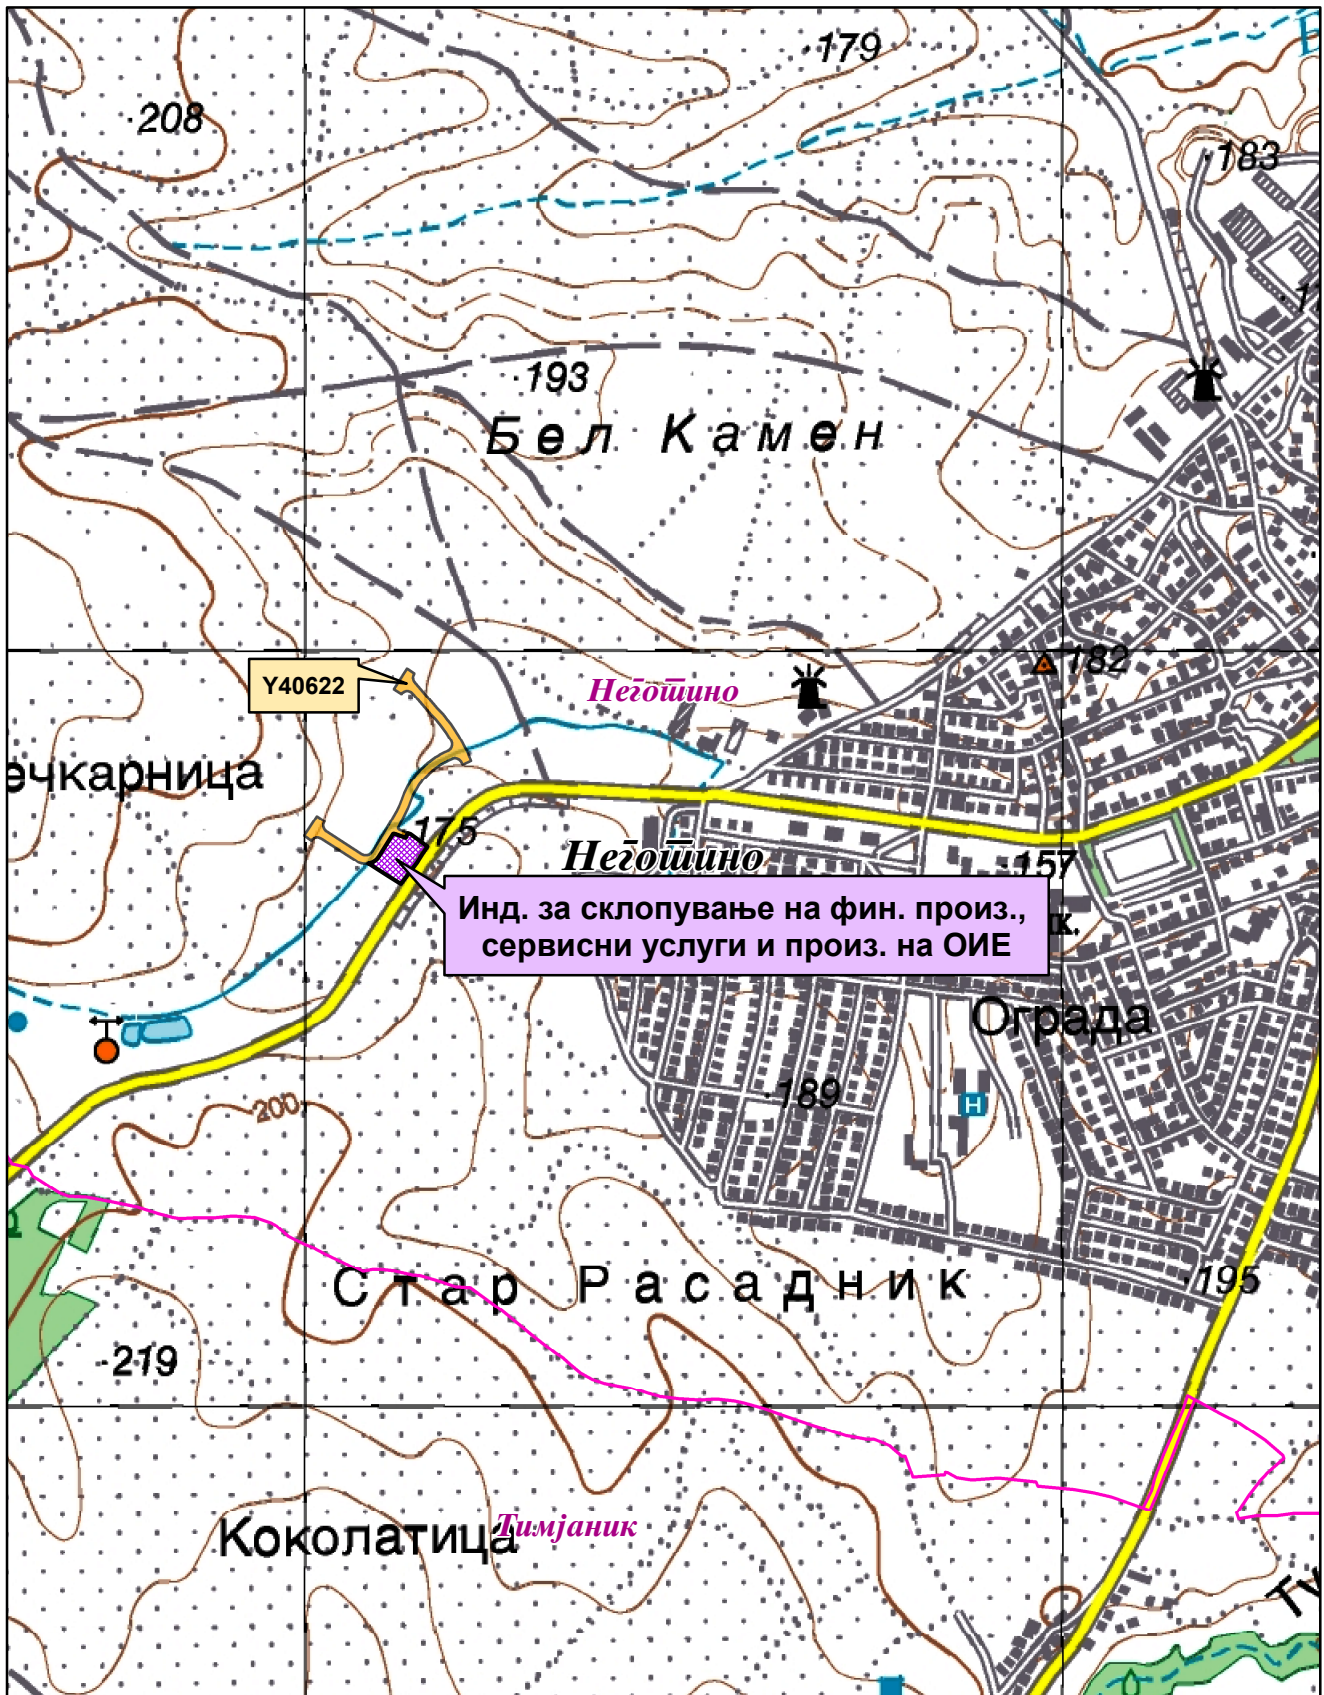 179
208
183
193
Бел Камен
182
Y40622
Негошино
ечкарница
175
Негошино
157
Инд. за склопување на фин. произ.,
сервисни услуги и произ. на ОИЕ
к.
Ограда
189
H
200
195
Стар Расадник
219
Тимјаник
Коколатица